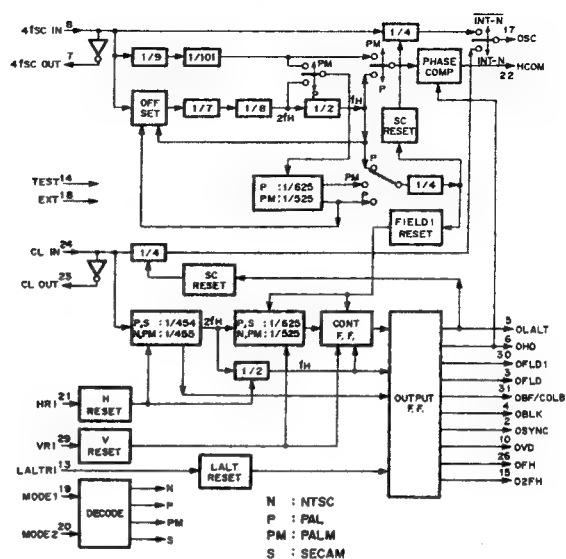 4fSC IN 8
4fSC OUT 7
1/9
1/101
PM
P
1/4
INT-N
17
OSC
INT-N
PHASE COMP
HCOM
22
OFF SET
1/7
1/8
2fH
1/2
fH
PM
SC RESET
P
TEST 14
EXT 18
P :1/625
PM:1/525
PM
P
1/4
FIELD1 RESET
CL IN 24
CL OUT 23
1/4
SC RESET
P,S :1/454
N,PM:1/455
2fH
P,S :1/625
N,PM:1/525
CONT F.F.
1/2
fH
OUTPUT F.F.
5 OLALT
6 OHD
30 OFLD1
3 OFLD
31 OBF/COLB
4 OBLK
2 OSYNC
10 OVD
26 OFH
15 O2FH
HRI 21
H RESET
VRI 29
V RESET
LALTRI 13
LALT RESET
MODE1 19
MODE2 20
DECODE
N
P
PM
S
N : NTSC
P : PAL
PM : PALM
S : SECAM